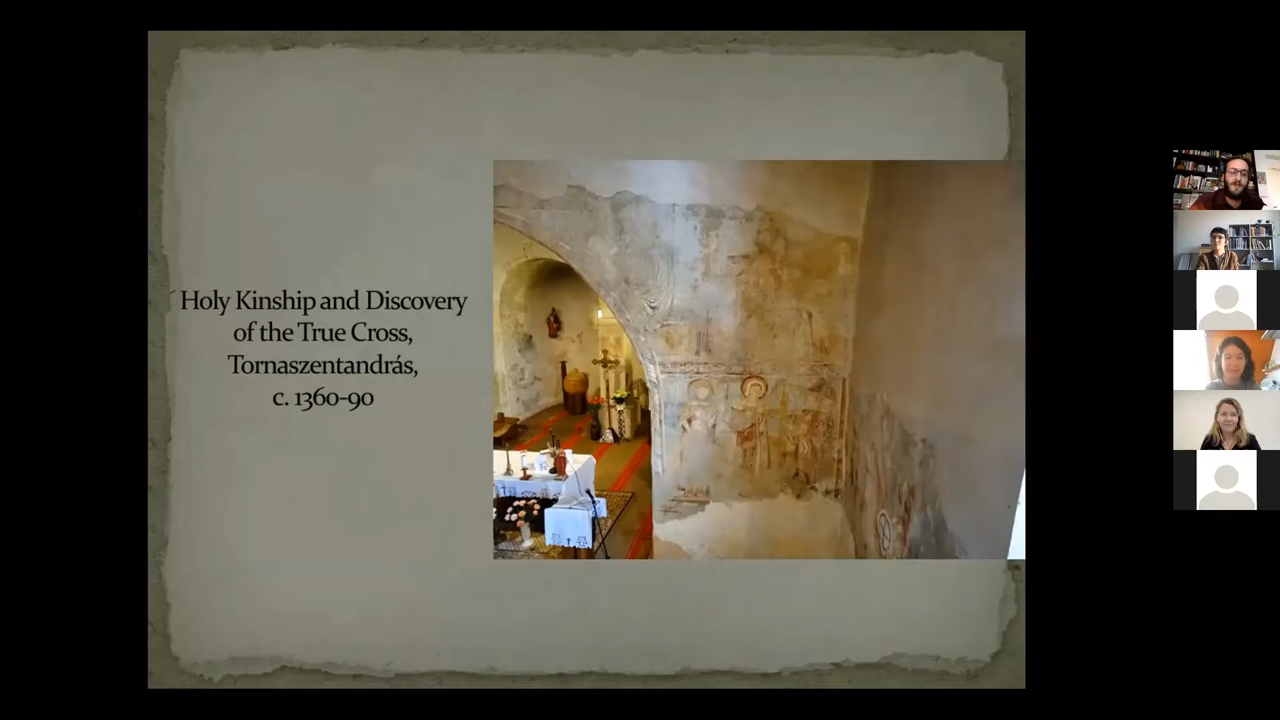 Holy Kinship and Discovery
of the True Cross,
Tornaszentandrás,
c. 1360-90